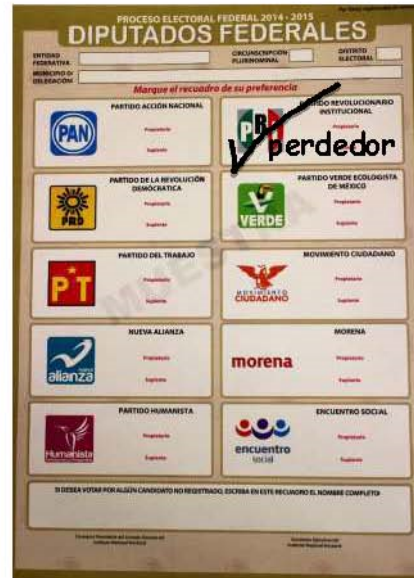 PROCESO ELECTORAL FEDERAL 2014 - 2015
DIPUTADOS FEDERALES
ENTIDAD FEDERATIVA
CIRCUNSCRIPCIÓN PLURINOMINAL
DISTRITO ELECTORAL
MUNICIPIO O DELEGACIÓN
Marque el recuadro de su preferencia
PARTIDO ACCIÓN NACIONAL
PAN
Propietario
Suplente
PARTIDO REVOLUCIONARIO
INSTITUCIONAL
PRI
Propietario
perdedor
PARTIDO DE LA REVOLUCIÓN
DEMOCRÁTICA
PRD
Propietario
Suplente
PARTIDO VERDE ECOLOGISTA
DE MÉXICO
VERDE
Propietario
Suplente
PARTIDO DEL TRABAJO
PT
Propietario
Suplente
MOVIMIENTO CIUDADANO
MOVIMIENTO
CIUDADANO
Propietario
Suplente
NUEVA ALIANZA
nueva
alianza
Propietario
Suplente
MORENA
morena
Propietario
Suplente
PARTIDO HUMANISTA
Humanista
Propietario
Suplente
ENCUENTRO SOCIAL
encuentro
social
Propietario
Suplente
SI DESEA VOTAR POR ALGÚN CANDIDATO NO REGISTRADO, ESCRIBA EN ESTE RECUADRO EL NOMBRE COMPLETO
MUESTRA